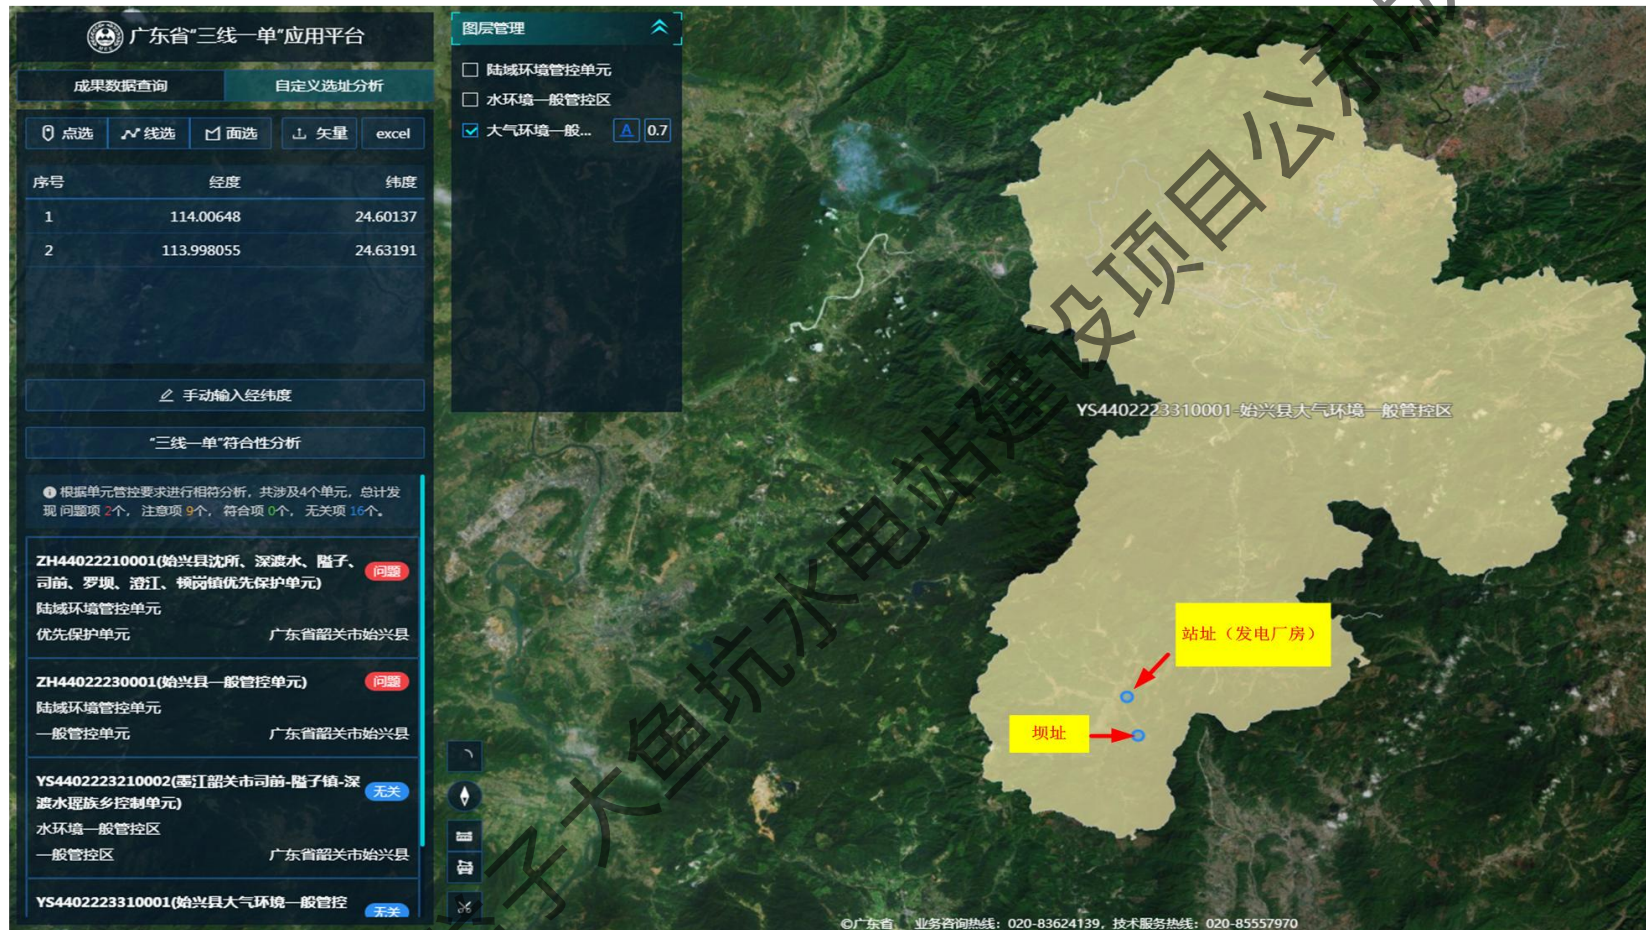 广东省"三线一单"应用平台
成果数据查询
自定义选址分析
点选
线选
面选
矢量
excel
序号 经度 纬度
1 114.00648 24.60137
2 113.998055 24.63191
手动输入经纬度
"三线一单"符合性分析
根据单元管控要求进行相符分析，共涉及4个单元，总计发
现 问题项 2个， 注意项 9个， 符合项 0个， 无关项 16个。
ZH44022210001(始兴县沈所、深渡水、隘子、
司前、罗坝、澄江、顿岗镇优先保护单元)
问题
陆域环境管控单元
优先保护单元 广东省韶关市始兴县
ZH44022230001(始兴县一般管控单元)
问题
陆域环境管控单元
一般管控单元 广东省韶关市始兴县
YS4402223210002(墨江韶关市司前-隘子镇-深
渡水瑶族乡控制单元)
无关
水环境一般管控区
一般管控区 广东省韶关市始兴县
YS4402223310001(始兴县大气环境一般管控
无关
图层管理
陆域环境管控单元
水环境一般管控区
大气环境一般... A 0.7
YS4402223310001-始兴县大气环境一般管控区
站址（发电厂房）
坝址
子大鱼坑水电站建设项目公示版
©广东省 业务咨询热线：020-83624139，技术服务热线：020-85557970